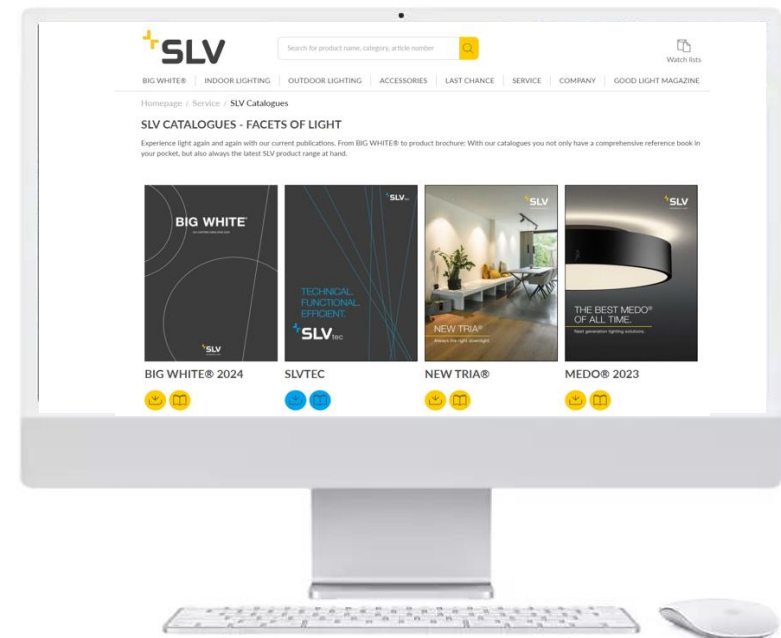 SLV
Search for product name, category, article number
Watch lists
BIG WHITE® INDOOR LIGHTING OUTDOOR LIGHTING ACCESSORIES LAST CHANCE SERVICE COMPANY GOOD LIGHT MAGAZINE
Homepage / Service / SLV Catalogues
SLV CATALOGUES - FACETS OF LIGHT
Experience light again and again with our current publications. From BIG WHITE® to product brochure: With our catalogues you not only have a comprehensive reference book in
your pocket, but also always the latest SLV product range at hand.
BIG WHITE®
SLV
BIG WHITE® 2024
SLVtec
TECHNICAL.
FUNCTIONAL.
EFFICIENT.
SLVtec
SLVTEC
SLV
NEW TRIA®
Always the right downlight.
NEW TRIA®
SLV
THE BEST MEDO®
OF ALL TIME.
Next generation lighting solutions.
MEDO® 2023